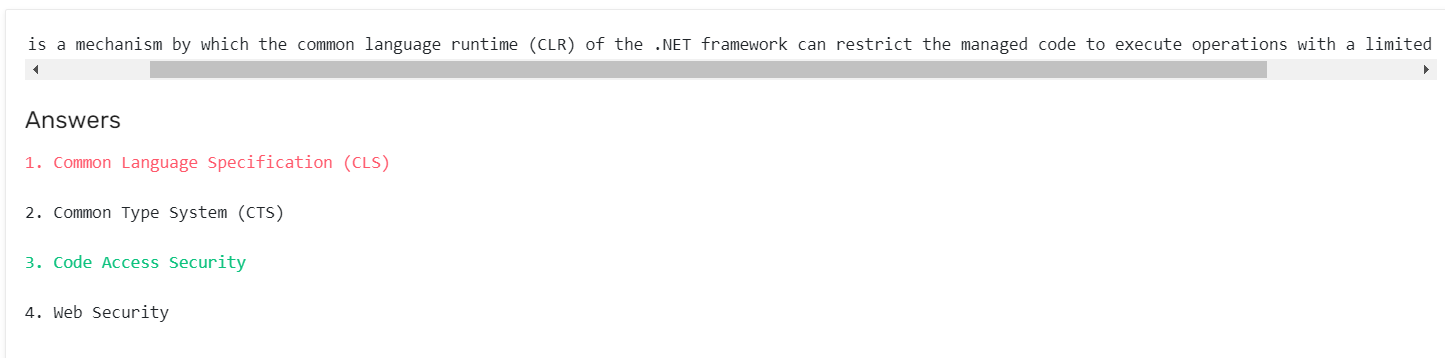 is a mechanism by which the common language runtime (CLR) of the .NET framework can restrict the managed code to execute operations with a limited
Answers
1. Common Language Specification (CLS)
2. Common Type System (CTS)
3. Code Access Security
4. Web Security